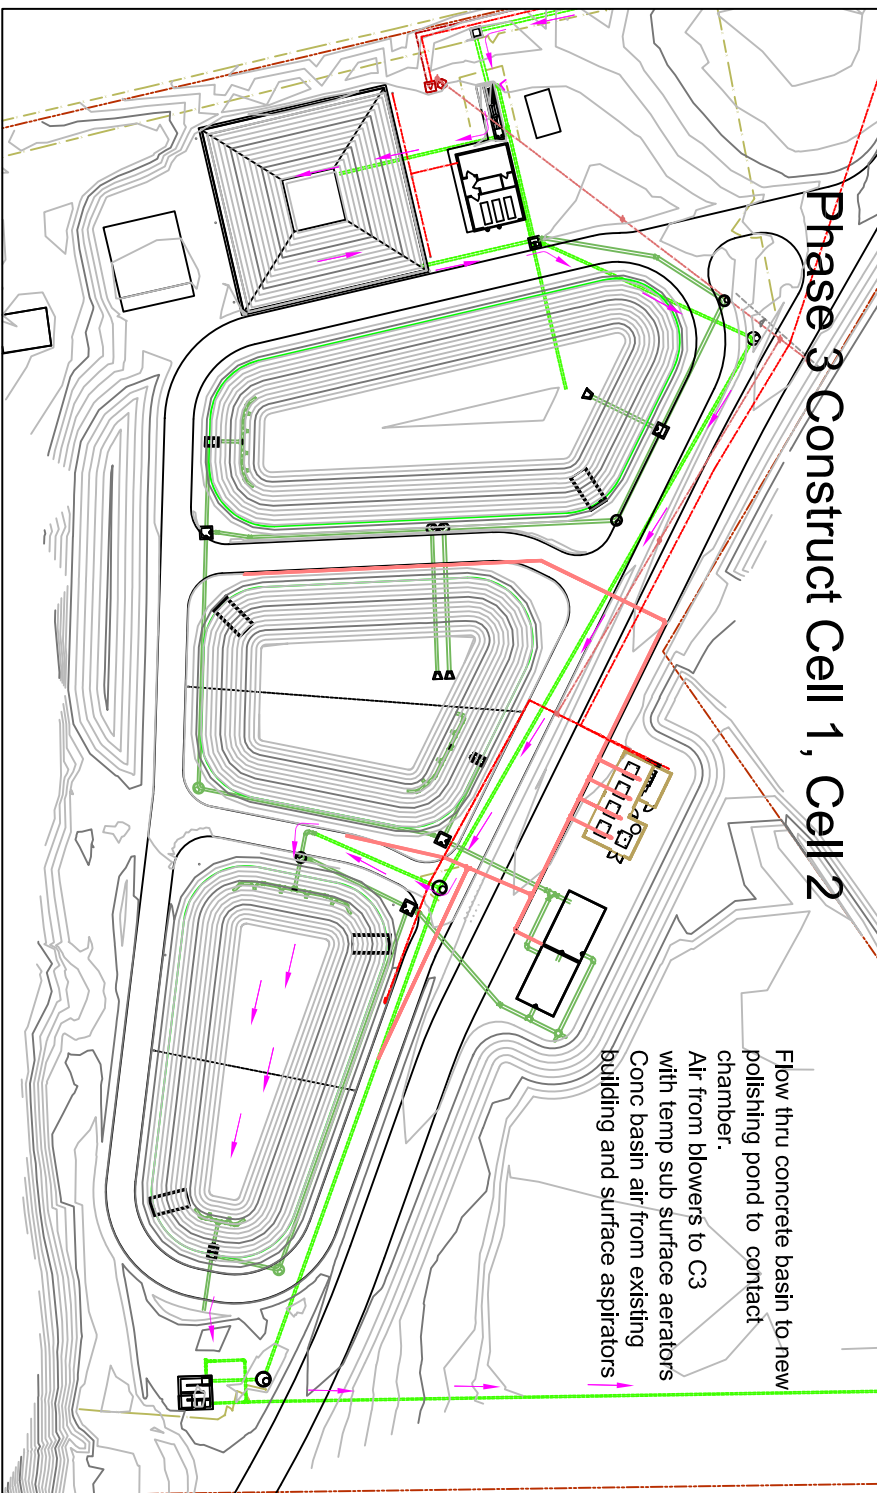 Phase 3 Construct Cell 1, Cell 2
Flow thru concrete basin to new
polishing pond to contact
chamber.
Air from blowers to C3
with temp sub surface aerators
Conc basin air from existing
building and surface aspirators